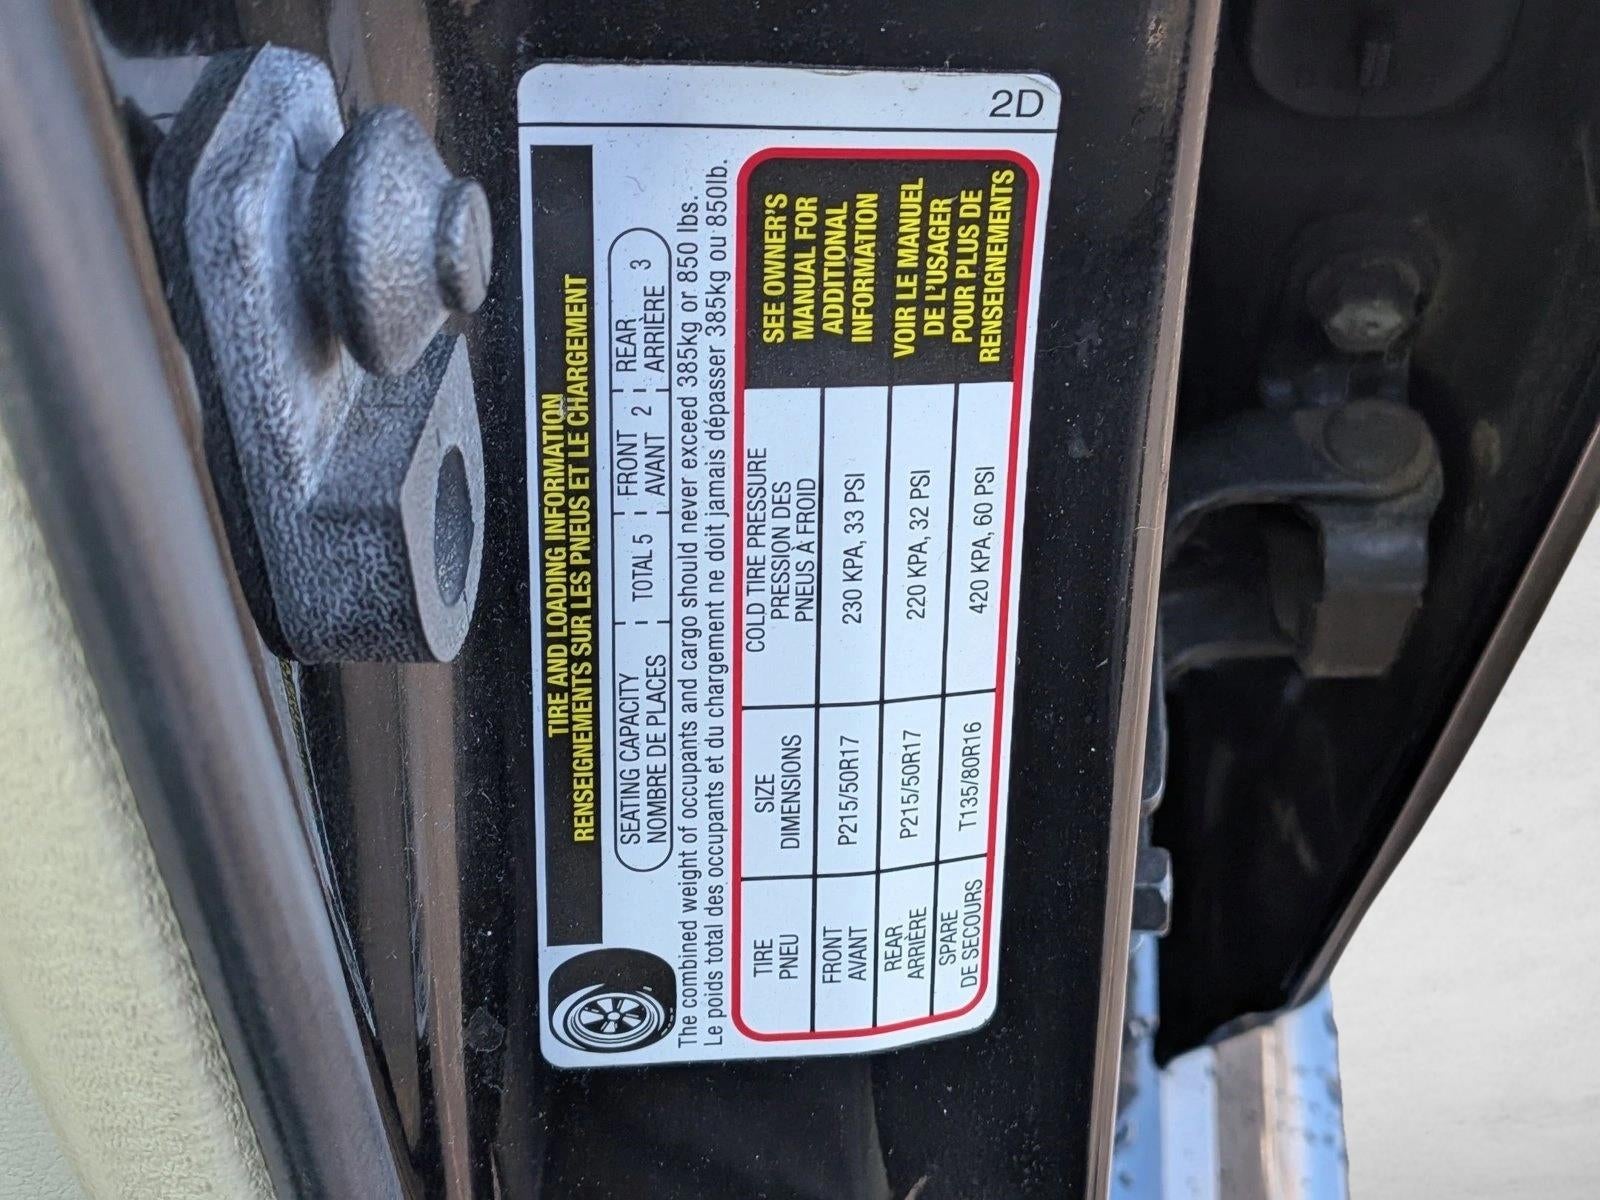 2D
TIRE AND LOADING INFORMATION
RENSEIGNEMENTS SUR LES PNEUS ET LE CHARGEMENT
SEATING CAPACITY
NOMBRE DE PLACES
TOTAL 5
FRONT
AVANT 2
REAR
ARRIÈRE 3
The combined weight of occupants and cargo should never exceed 385kg or 850 lbs.
Le poids total des occupants et du chargement ne doit jamais dépasser 385kg ou 850lb.
TIRE
PNEU
SIZE
DIMENSIONS
COLD TIRE PRESSURE
PRESSION DES
PNEUS À FROID
FRONT
AVANT
P215/50R17
230 KPA, 33 PSI
REAR
ARRIÈRE
P215/50R17
220 KPA, 32 PSI
SPARE
DE SECOURS
T135/80R16
420 KPA, 60 PSI
SEE OWNER'S
MANUAL FOR
ADDITIONAL
INFORMATION
VOIR LE MANUEL
DE L'USAGER
POUR PLUS DE
RENSEIGNEMENTS